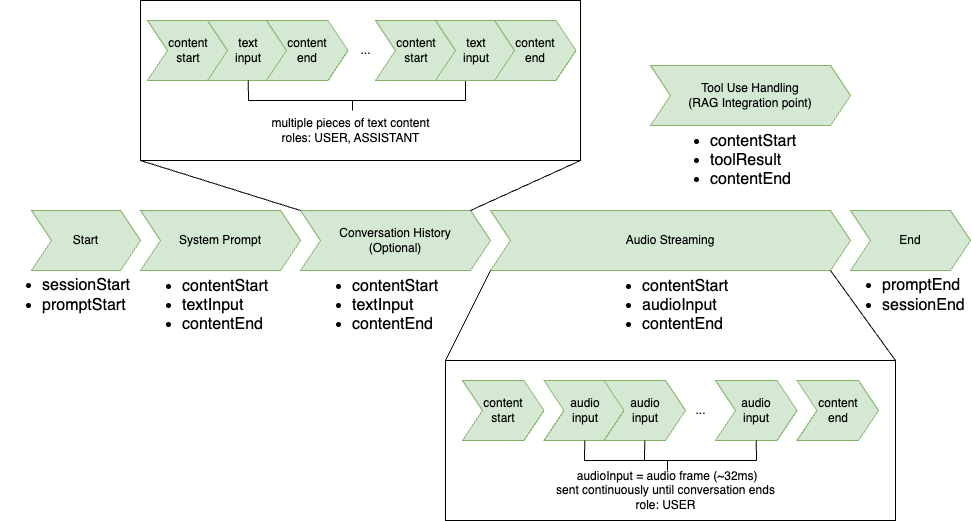 content start
text input
content end
...
content start
text input
content end
multiple pieces of text content
roles: USER, ASSISTANT
Tool Use Handling
(RAG Integration point)
• contentStart
• toolResult
• contentEnd
Start
• sessionStart
• promptStart
System Prompt
• contentStart
• textInput
• contentEnd
Conversation History
(Optional)
• contentStart
• textInput
• contentEnd
Audio Streaming
• contentStart
• audioInput
• contentEnd
End
• promptEnd
• sessionEnd
content start
audio input
audio input
...
audio input
content end
audioInput = audio frame (~32ms)
sent continuously until conversation ends
role: USER